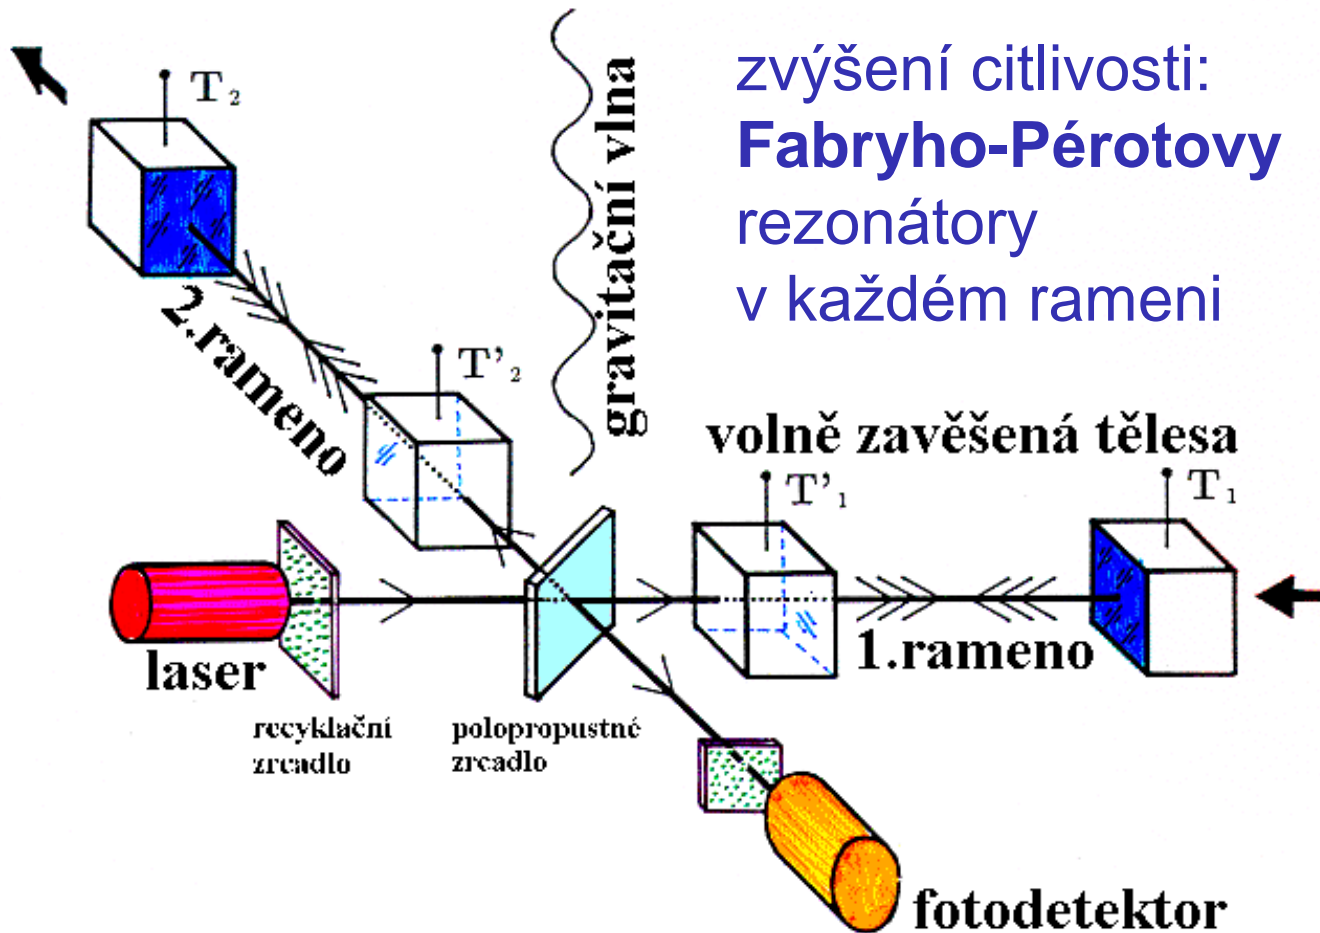 zvýšení citlivosti:
Fabryho-Pérotovy
rezonátory
v každém rameni
gravitační vlna
T₂
2.rameno
T'₂
volně zavěšená tělesa
T'₁
T₁
1.rameno
laser
recyklační
zrcadlo
polopropustné
zrcadlo
fotodetektor